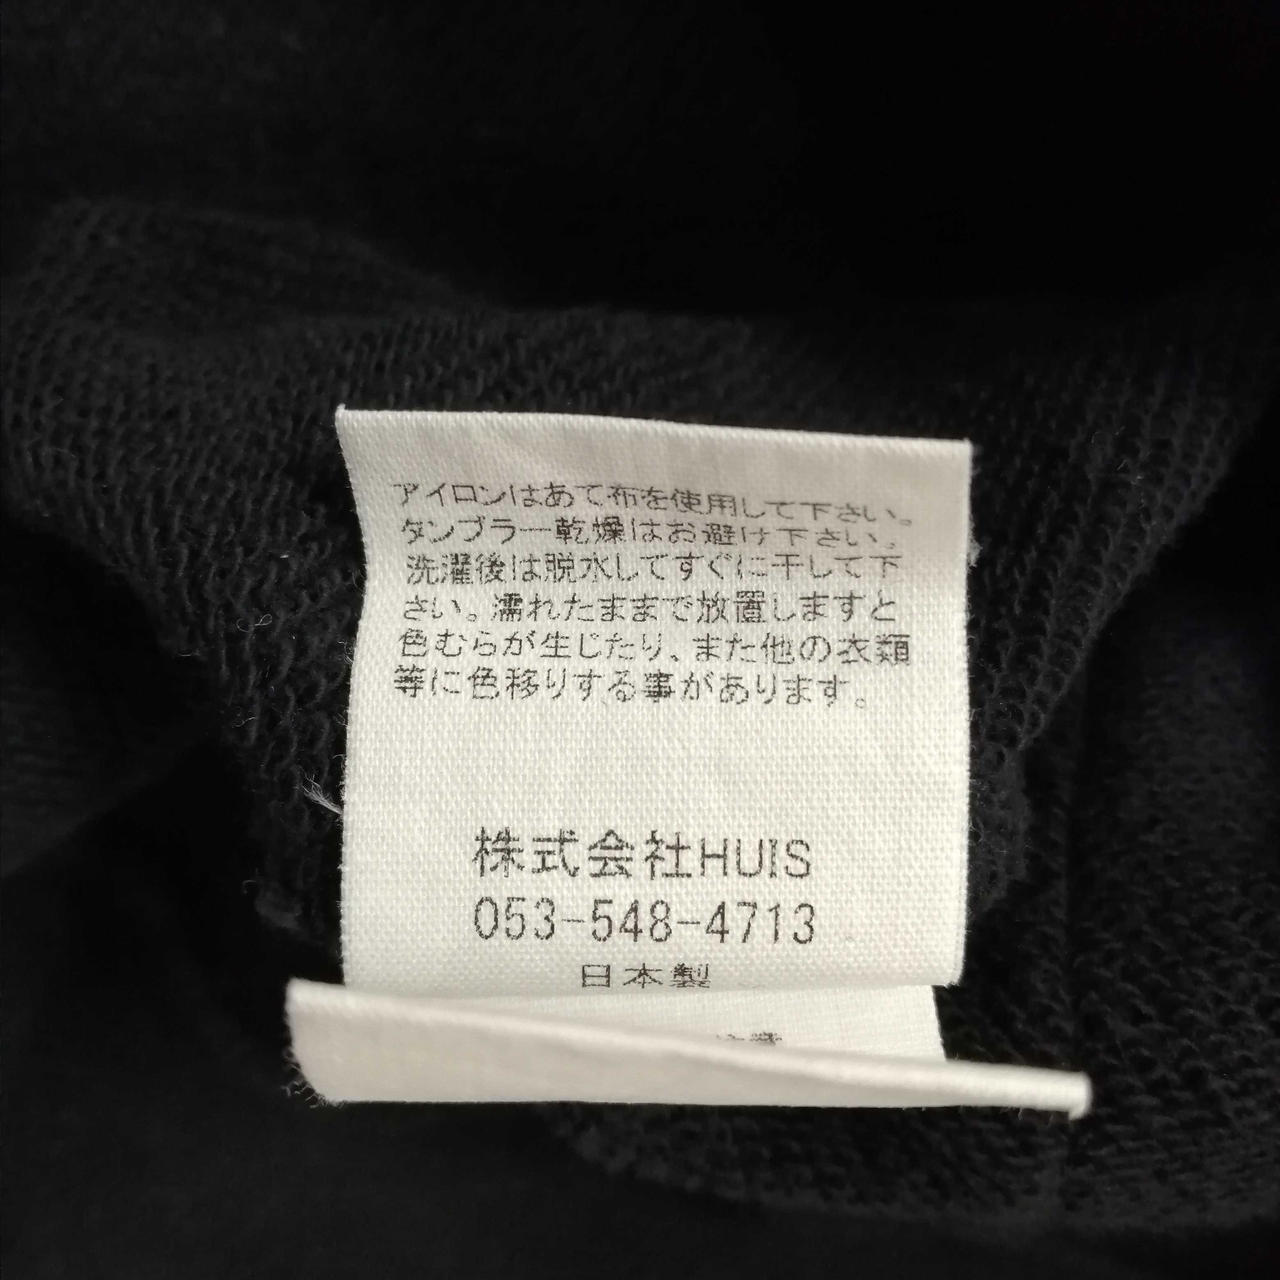 アイロンはあて布を使用して下さい。
タンブラー乾燥はお避け下さい。
洗濯後は脱水してすぐに干して下
さい。濡れたままで放置しますと
色むらが生じたり、また他の衣類
等に色移りする事があります。
株式会社HUIS
053-548-4713
日本製